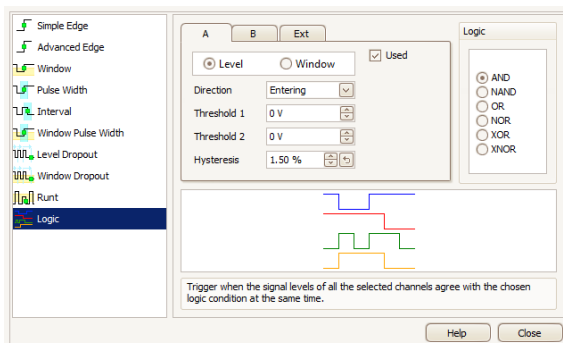 Simple Edge
Advanced Edge
Window
Pulse Width
Interval
Window Pulse Width
Level Dropout
Window Dropout
Runt
Logic
A B Ext
Level Window Used
Direction Entering
Threshold 1 0 V
Threshold 2 0 V
Hysteresis 1.50 %
Logic
AND
NAND
OR
NOR
XOR
XNOR
Trigger when the signal levels of all the selected channels agree with the chosen
logic condition at the same time.
Help Close